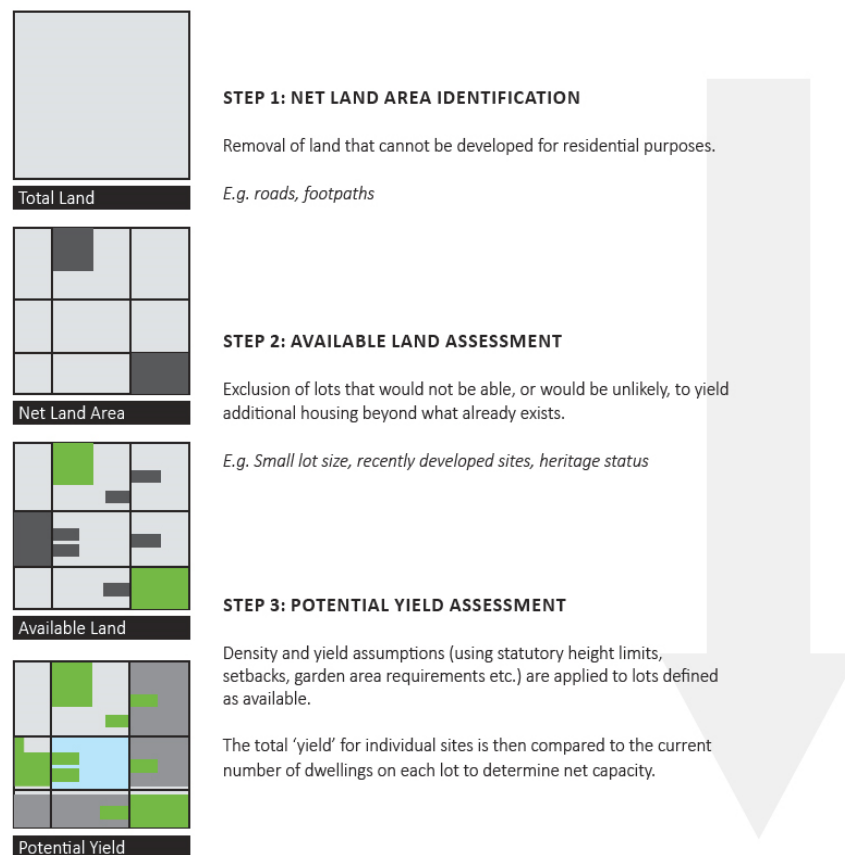 STEP 1: NET LAND AREA IDENTIFICATION
Removal of land that cannot be developed for residential purposes.
E.g. roads, footpaths
Total Land
STEP 2: AVAILABLE LAND ASSESSMENT
Exclusion of lots that would not be able, or would be unlikely, to yield
additional housing beyond what already exists.
Net Land Area
E.g. Small lot size, recently developed sites, heritage status
STEP 3: POTENTIAL YIELD ASSESSMENT
Available Land
Density and yield assumptions (using statutory height limits,
setbacks, garden area requirements etc.) are applied to lots defined
as available.
The total ‘yield’ for individual sites is then compared to the current
number of dwellings on each lot to determine net capacity.
Potential Yield